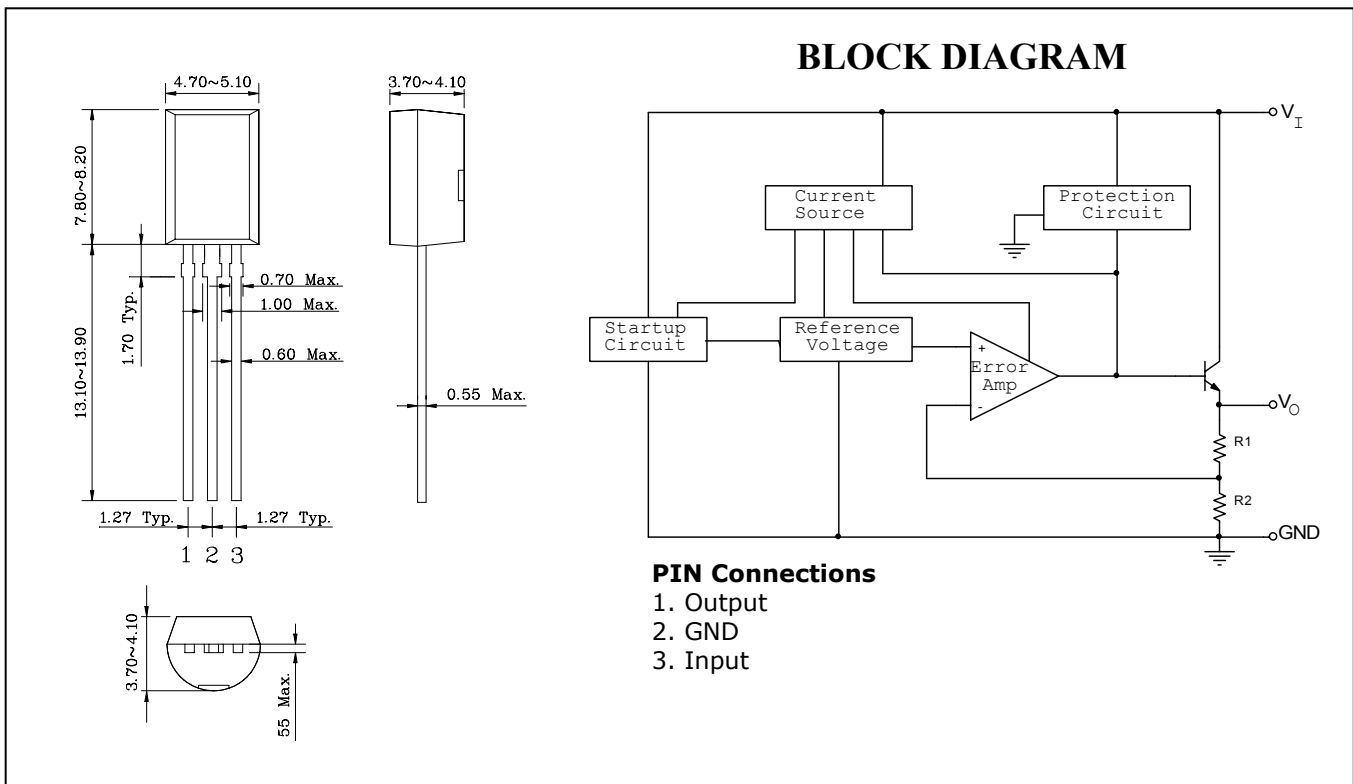 BLOCK DIAGRAM
4.70~5.10
3.70~4.10
7.80~8.20
1.70 Typ.
13.10~13.90
0.70 Max.
1.00 Max.
0.60 Max.
0.55 Max.
1.27 Typ.
1.27 Typ.
1 2 3
3.70~4.10
55 Max.
V_I
Current
Source
Protection
Circuit
Startup
Circuit
Reference
Voltage
+
Error
Amp
-
V_O
R1
R2
GND
PIN Connections
1. Output
2. GND
3. Input